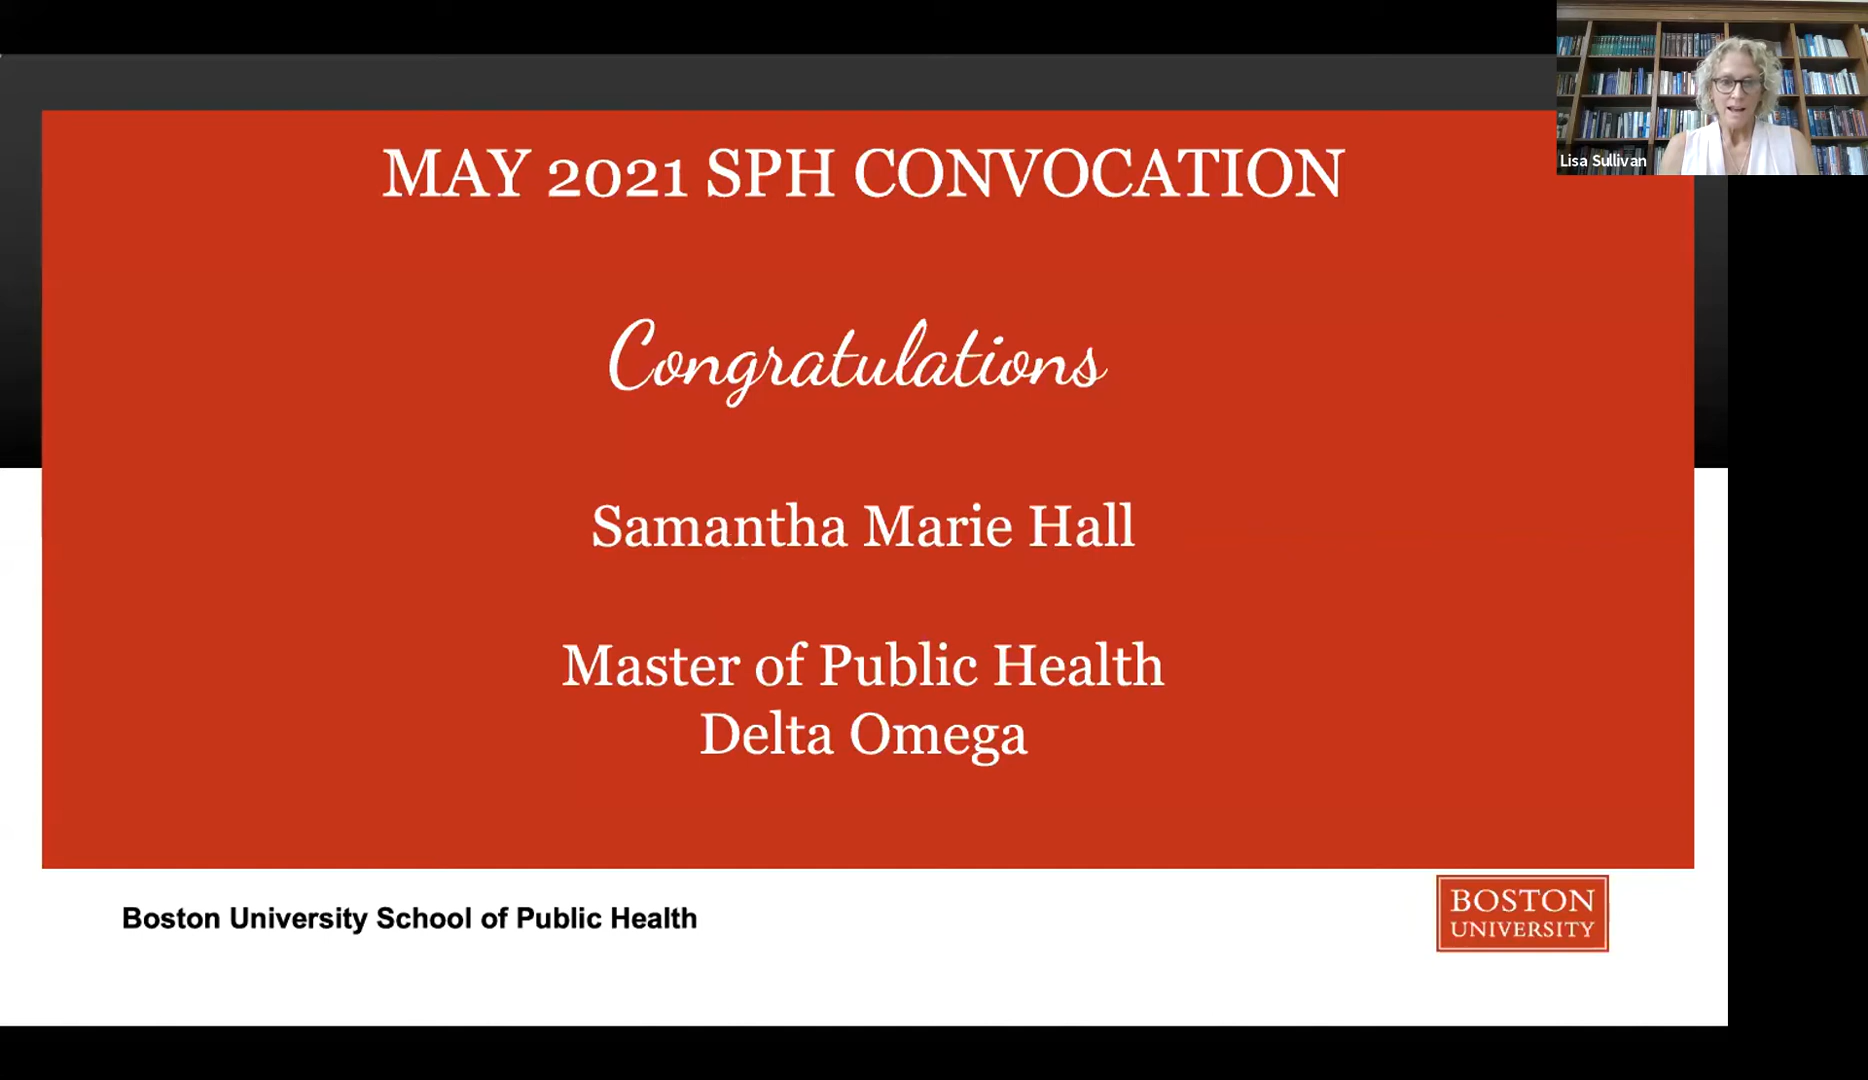 Lisa Sullivan
MAY 2021 SPH CONVOCATION
Congratulations
Samantha Marie Hall
Master of Public Health
Delta Omega
Boston University School of Public Health
BOSTON
UNIVERSITY